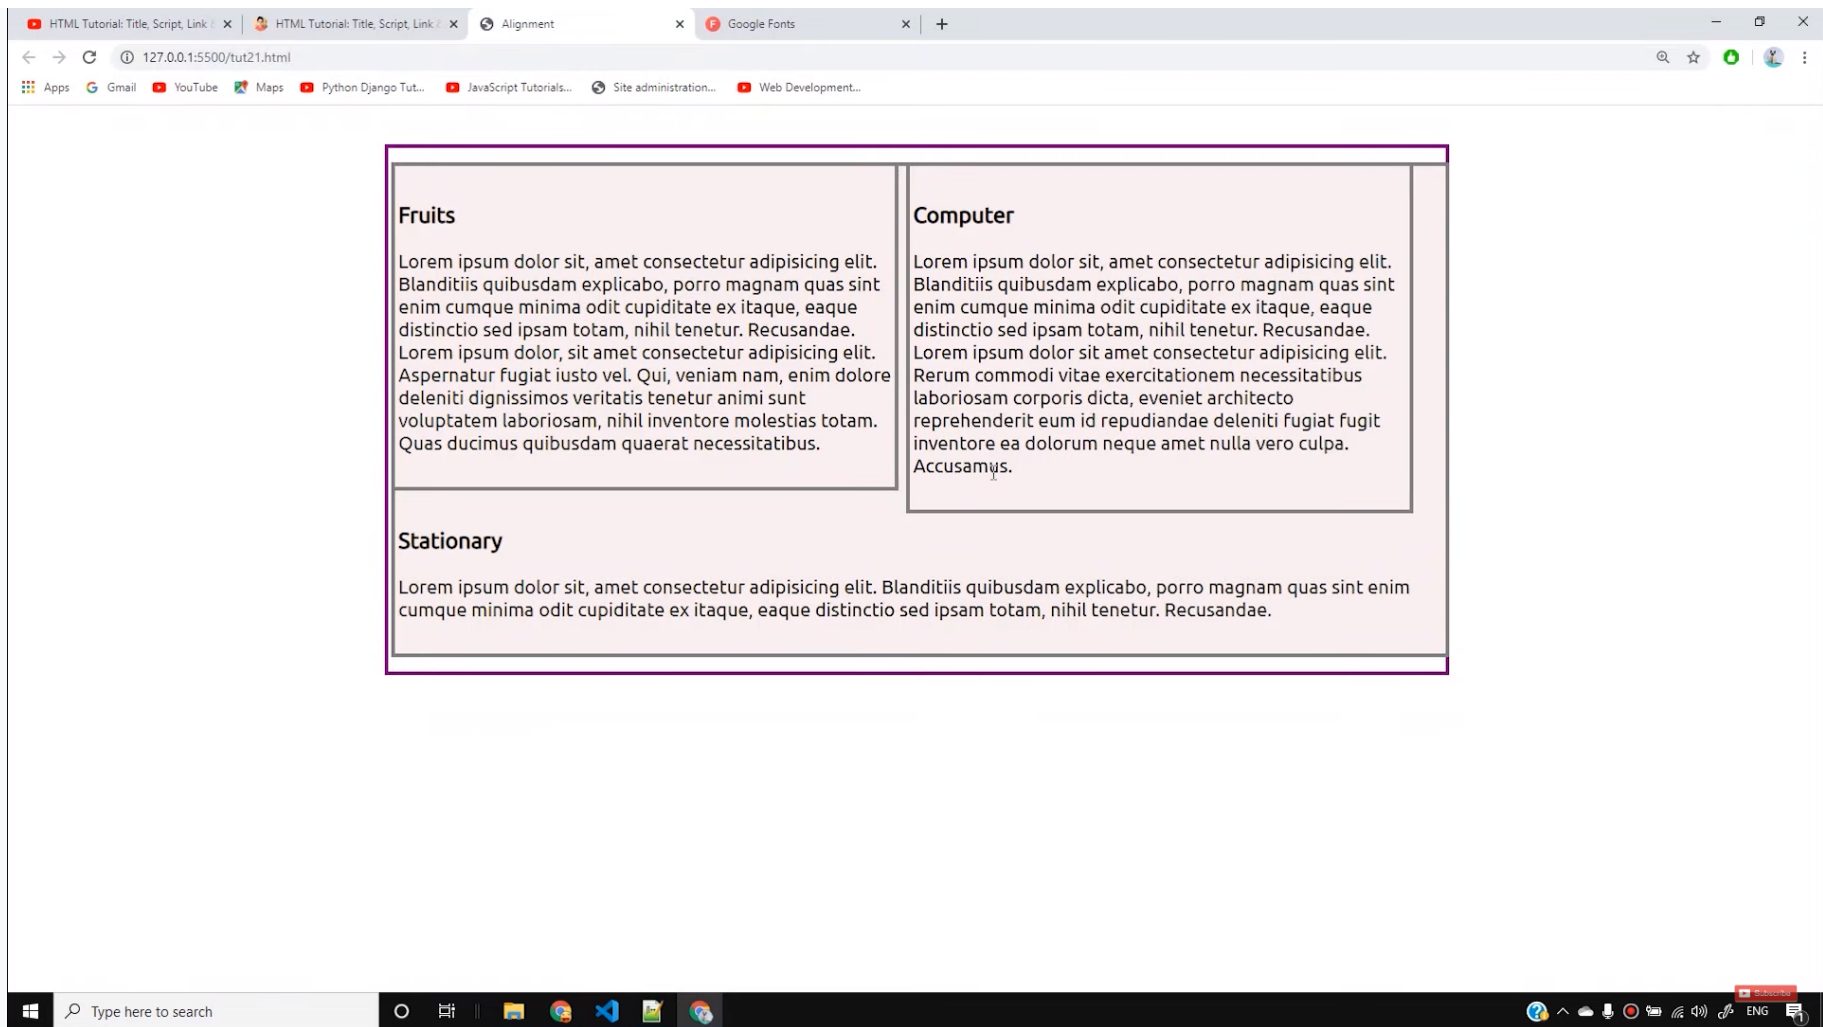 HTML Tutorial: Title, Script, Link &
HTML Tutorial: Title, Script, Link &
Alignment
Google Fonts
127.0.0.1:5500/tut21.html
Apps
Gmail
YouTube
Maps
Python Django Tut...
JavaScript Tutorials...
Site administration...
Web Development...
Fruits
Lorem ipsum dolor sit, amet consectetur adipisicing elit.
Blanditiis quibusdam explicabo, porro magnam quas sint
enim cumque minima odit cupiditate ex itaque, eaque
distinctio sed ipsam totam, nihil tenetur. Recusandae.
Lorem ipsum dolor, sit amet consectetur adipisicing elit.
Aspernatur fugiat iusto vel. Qui, veniam nam, enim dolore
deleniti dignissimos veritatis tenetur animi sunt
voluptatem laboriosam, nihil inventore molestias totam.
Quas ducimus quibusdam quaerat necessitatibus.
Computer
Lorem ipsum dolor sit, amet consectetur adipisicing elit.
Blanditiis quibusdam explicabo, porro magnam quas sint
enim cumque minima odit cupiditate ex itaque, eaque
distinctio sed ipsam totam, nihil tenetur. Recusandae.
Lorem ipsum dolor sit amet consectetur adipisicing elit.
Rerum commodi vitae exercitationem necessitatibus
laboriosam corporis dicta, eveniet architecto
reprehenderit eum id repudiandae deleniti fugiat fugit
inventore ea dolorum neque amet nulla vero culpa.
Accusamus.
Stationary
Lorem ipsum dolor sit, amet consectetur adipisicing elit. Blanditiis quibusdam explicabo, porro magnam quas sint enim
cumque minima odit cupiditate ex itaque, eaque distinctio sed ipsam totam, nihil tenetur. Recusandae.
Subscribe
Type here to search
ENG
1